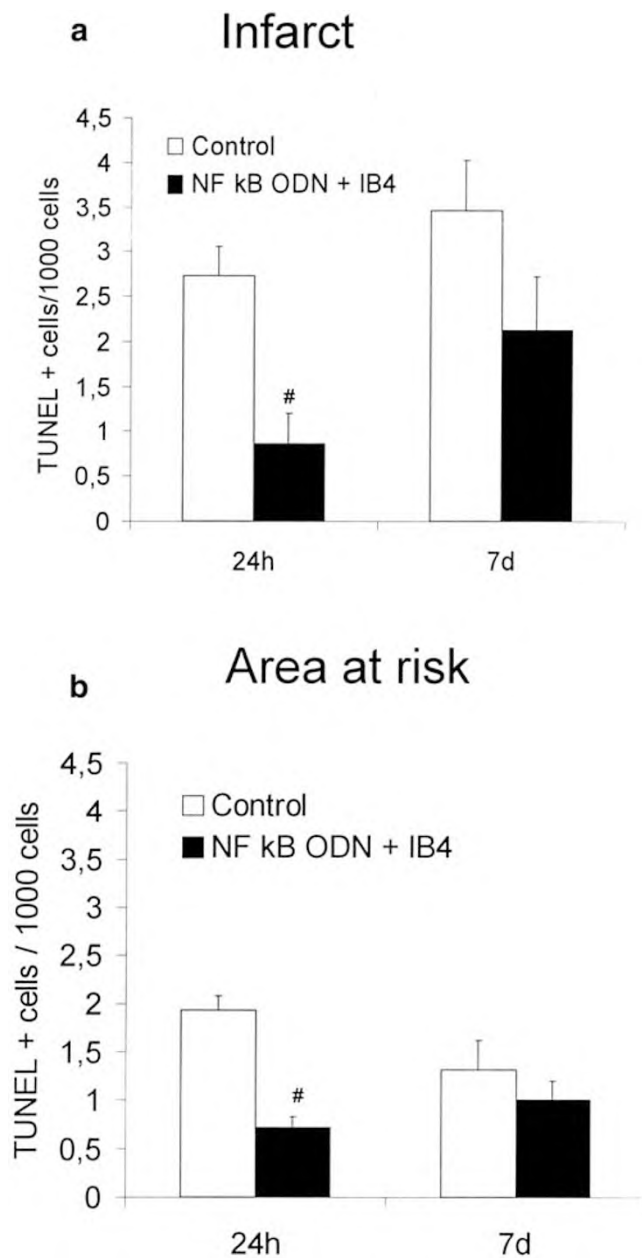 a Infarct
4,5
4
3,5
3
2,5
2
1,5
1
0,5
0
TUNEL + cells/1000 cells
Control
NF kB ODN + IB4
#
24h 7d
b Area at risk
4,5
4
3,5
3
2,5
2
1,5
1
0,5
0
TUNEL + cells / 1000 cells
Control
NF kB ODN + IB4
#
24h 7d